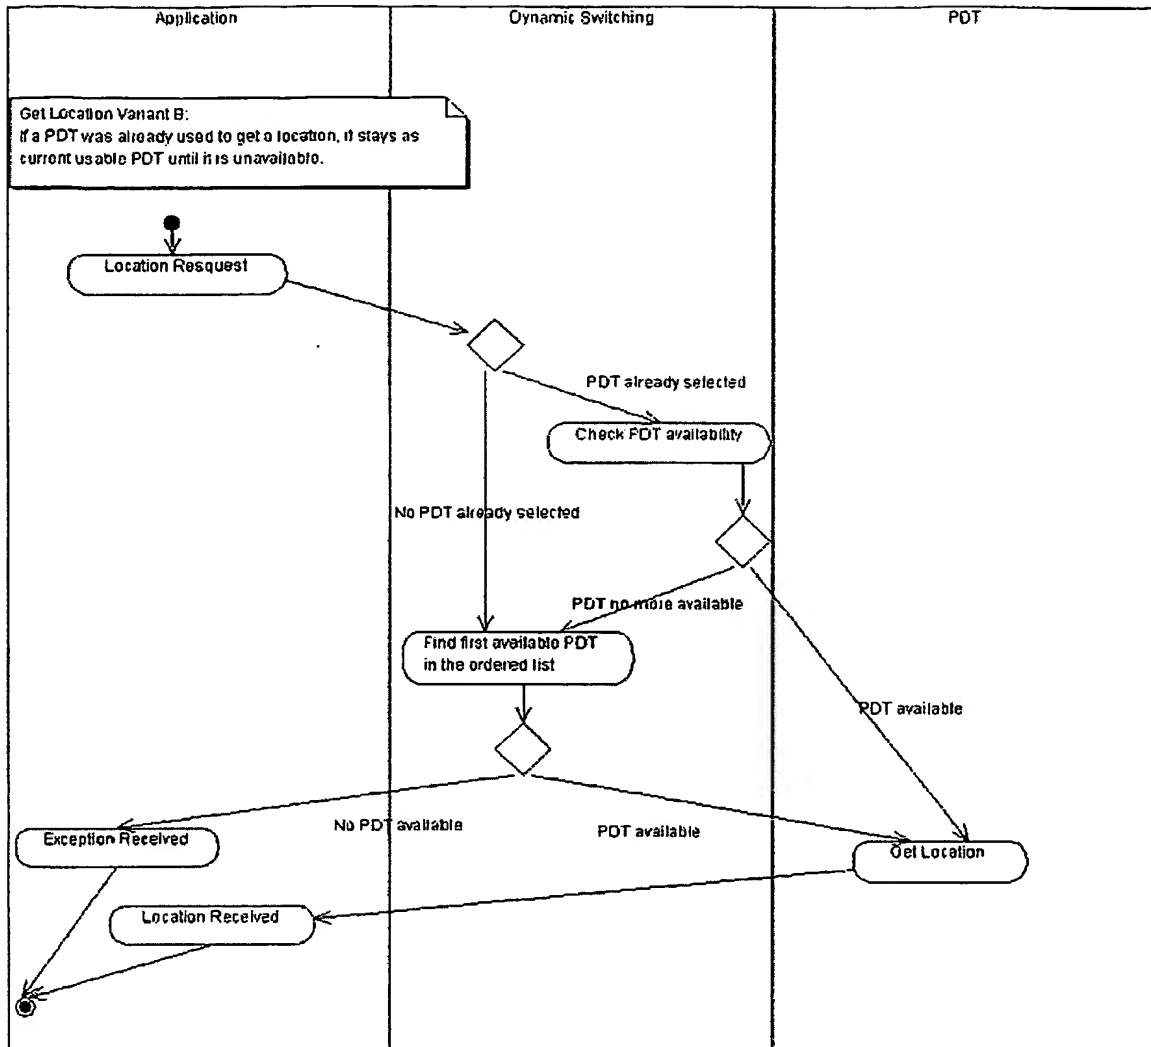 Application
Dynamic Switching
PDT
Get Location Variant B:
If a PDT was already used to get a location, it stays as
current usable PDT until it is unavailable.
Location Resquest
PDT already selected
Check PDT availability
No PDT already selected
PDT no more available
Find first available PDT
in the ordered list
PDT available
No PDT available
PDT available
Exception Received
Get Location
Location Received